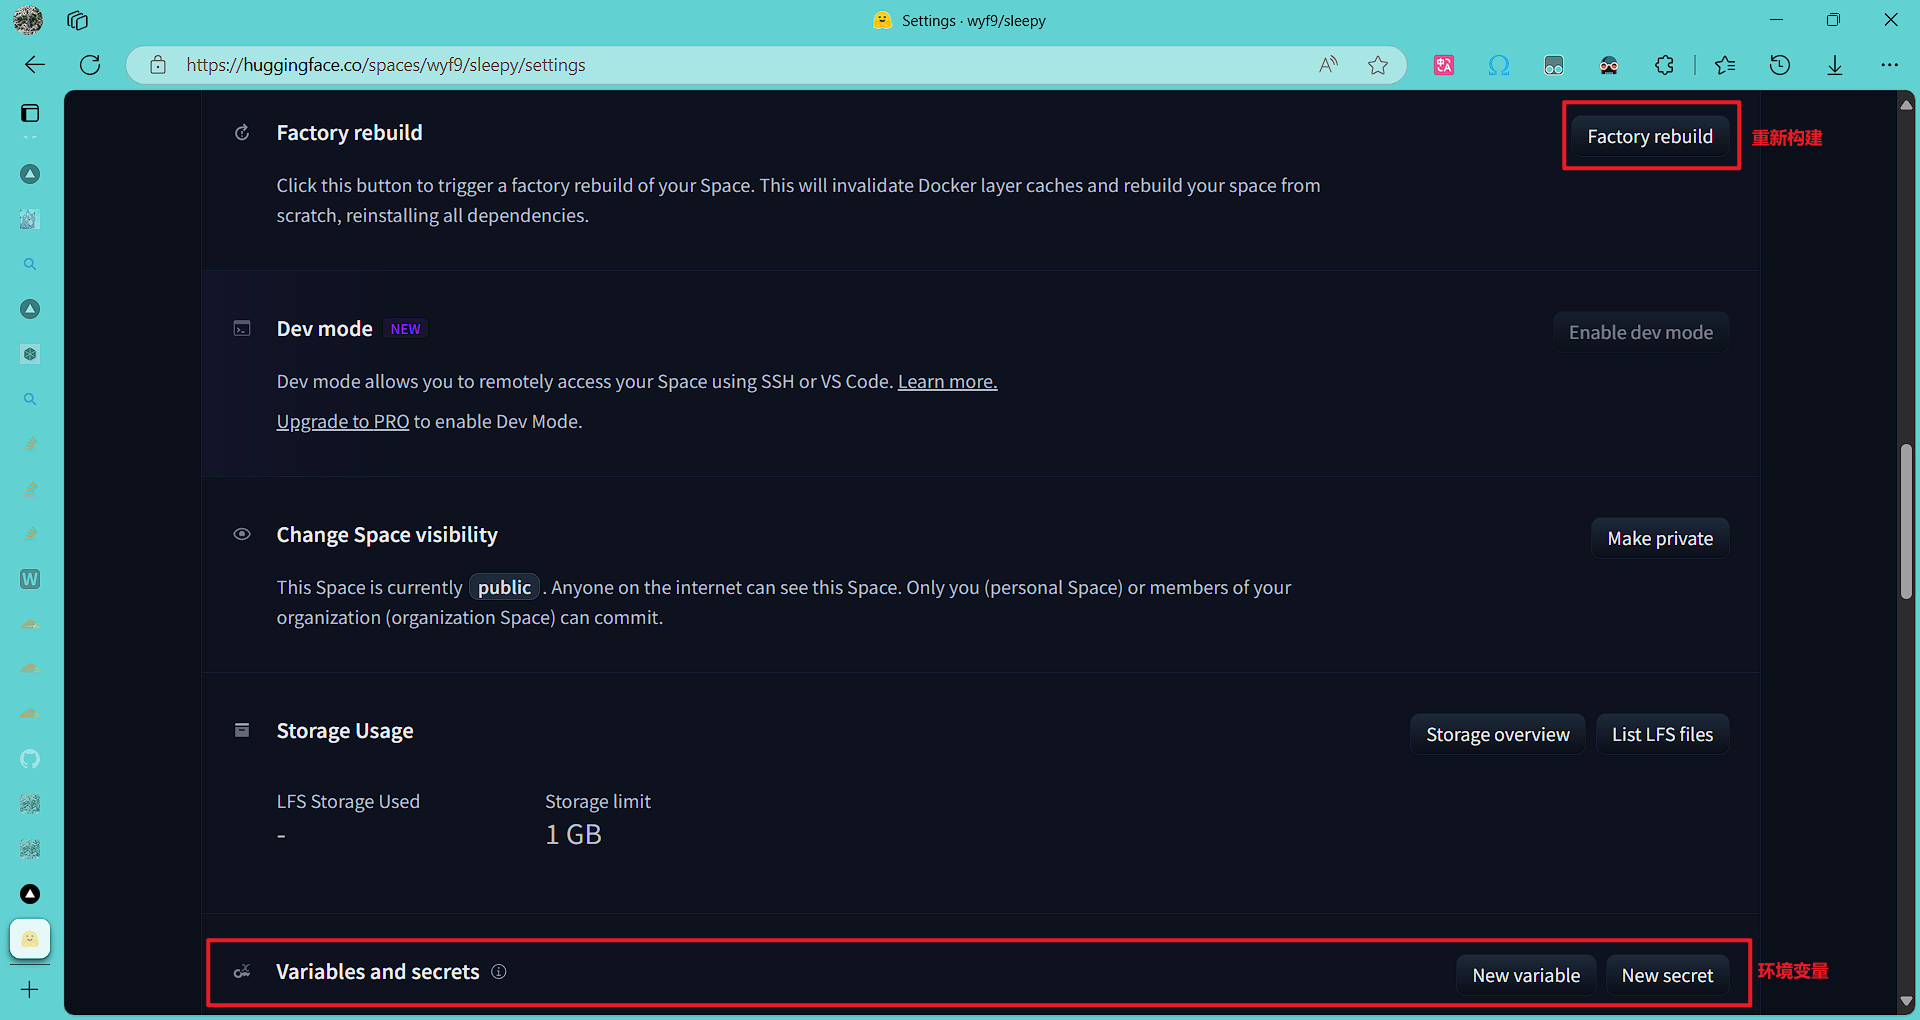 Settings · wyf9/sleepy
https://huggingface.co/spaces/wyf9/sleepy/settings
Factory rebuild
Factory rebuild
重新构建
Click this button to trigger a factory rebuild of your Space. This will invalidate Docker layer caches and rebuild your space from
scratch, reinstalling all dependencies.
Dev mode NEW
Enable dev mode
Dev mode allows you to remotely access your Space using SSH or VS Code. Learn more.
Upgrade to PRO to enable Dev Mode.
Change Space visibility
Make private
This Space is currently public . Anyone on the internet can see this Space. Only you (personal Space) or members of your
organization (organization Space) can commit.
Storage Usage
Storage overview
List LFS files
LFS Storage Used
Storage limit
-
1 GB
Variables and secrets
New variable
New secret
环境变量